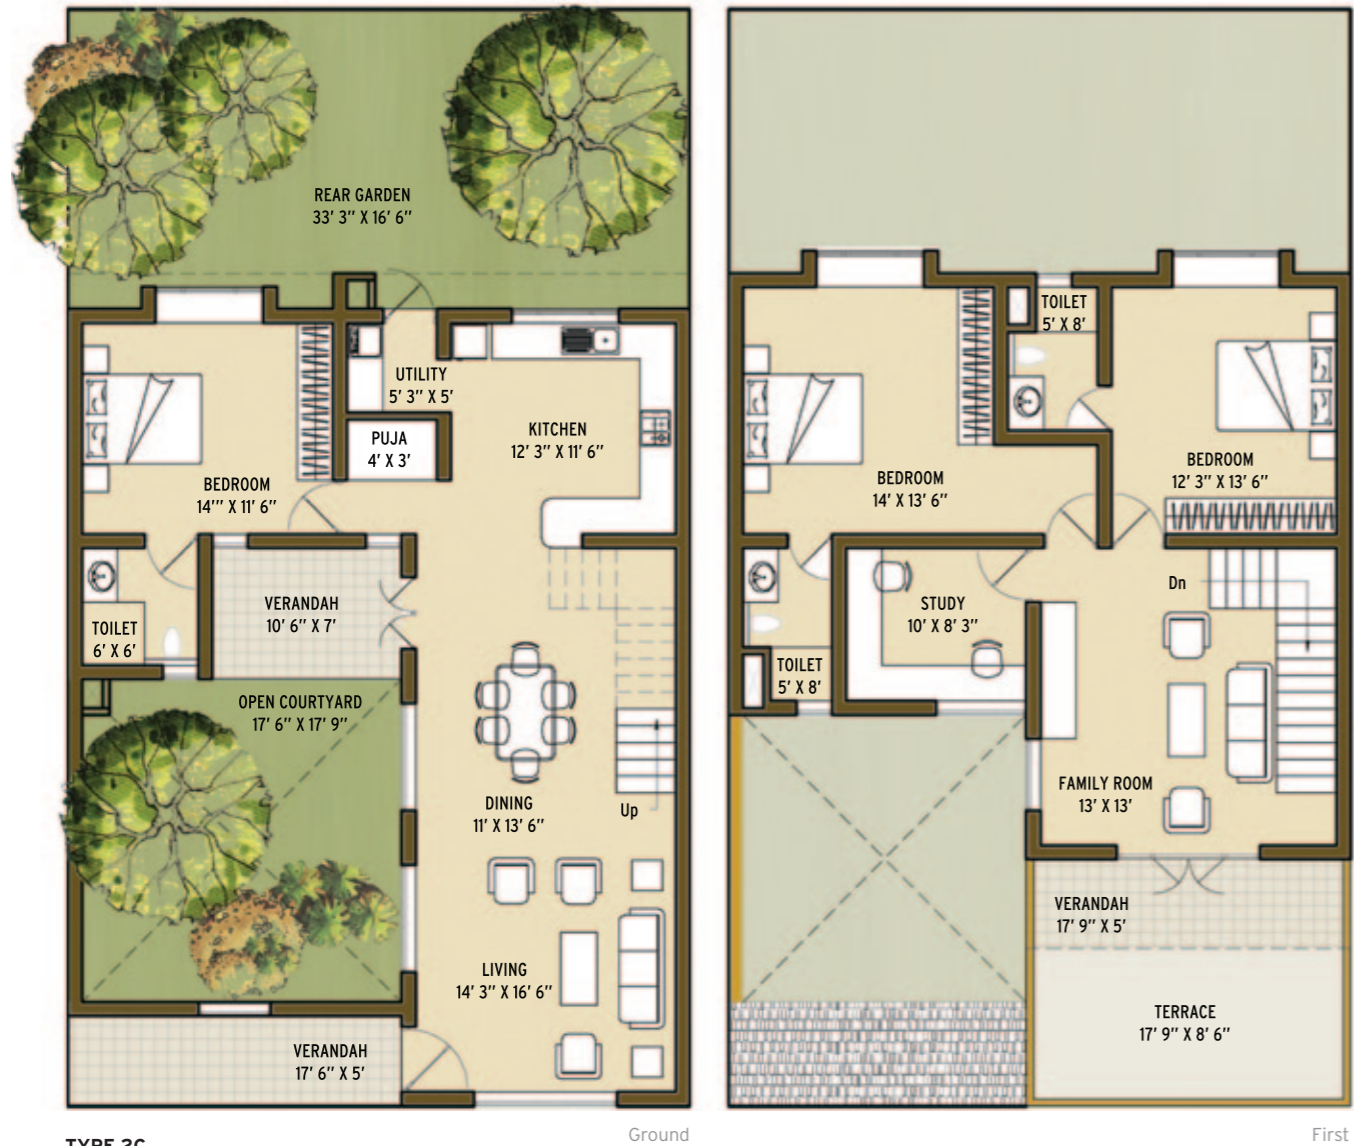 REAR GARDEN
33' 3" X 16' 6"
UTILITY
5' 3" X 5'
KITCHEN
12' 3" X 11' 6"
PUJA
4' X 3'
BEDROOM
14'" X 11' 6"
VERANDAH
10' 6" X 7'
TOILET
6' X 6'
OPEN COURTYARD
17' 6" X 17' 9"
DINING
11' X 13' 6"
Up
LIVING
14' 3" X 16' 6"
VERANDAH
17' 6" X 5'
Ground
TOILET
5' X 8'
BEDROOM
14' X 13' 6"
BEDROOM
12' 3" X 13' 6"
Dn
STUDY
10' X 8' 3"
TOILET
5' X 8'
FAMILY ROOM
13' X 13'
VERANDAH
17' 9" X 5'
TERRACE
17' 9" X 8' 6"
First
TYPE